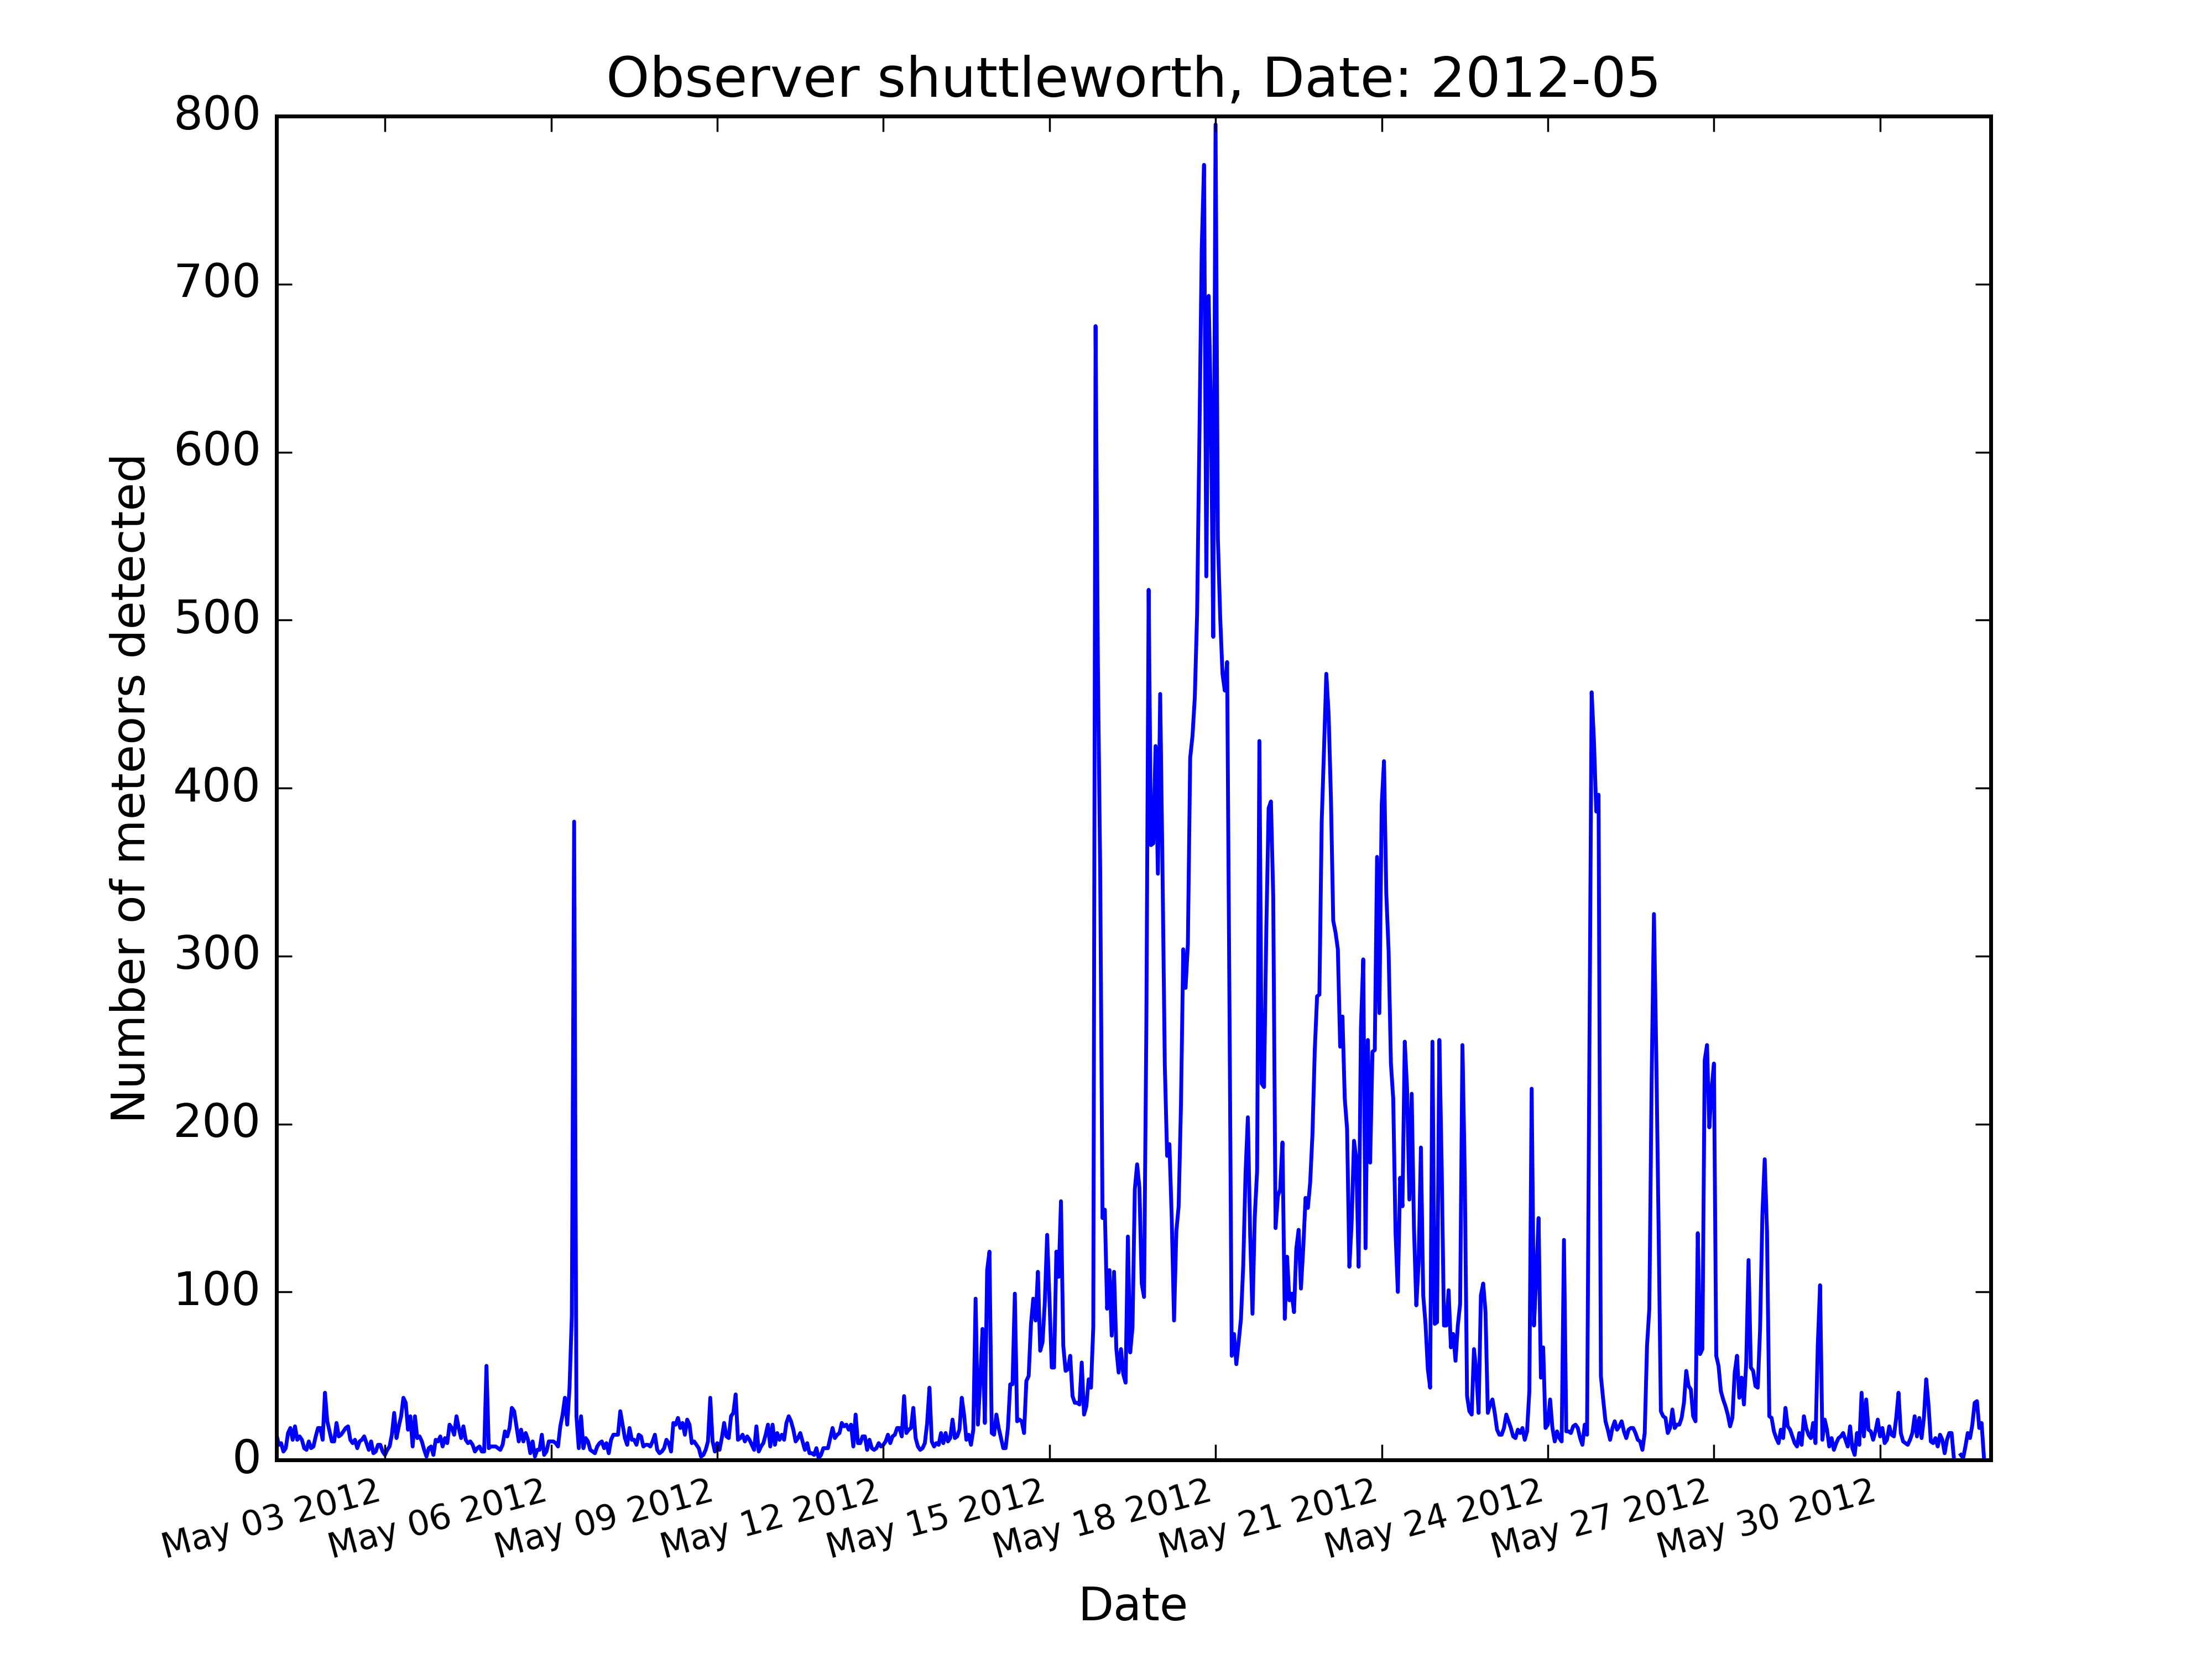 Observer shuttleworth, Date: 2012-05
800
700
600
500
400
300
200
100
0
Number of meteors detected
May 03 2012
May 06 2012
May 09 2012
May 12 2012
May 15 2012
May 18 2012
May 21 2012
May 24 2012
May 27 2012
May 30 2012
Date